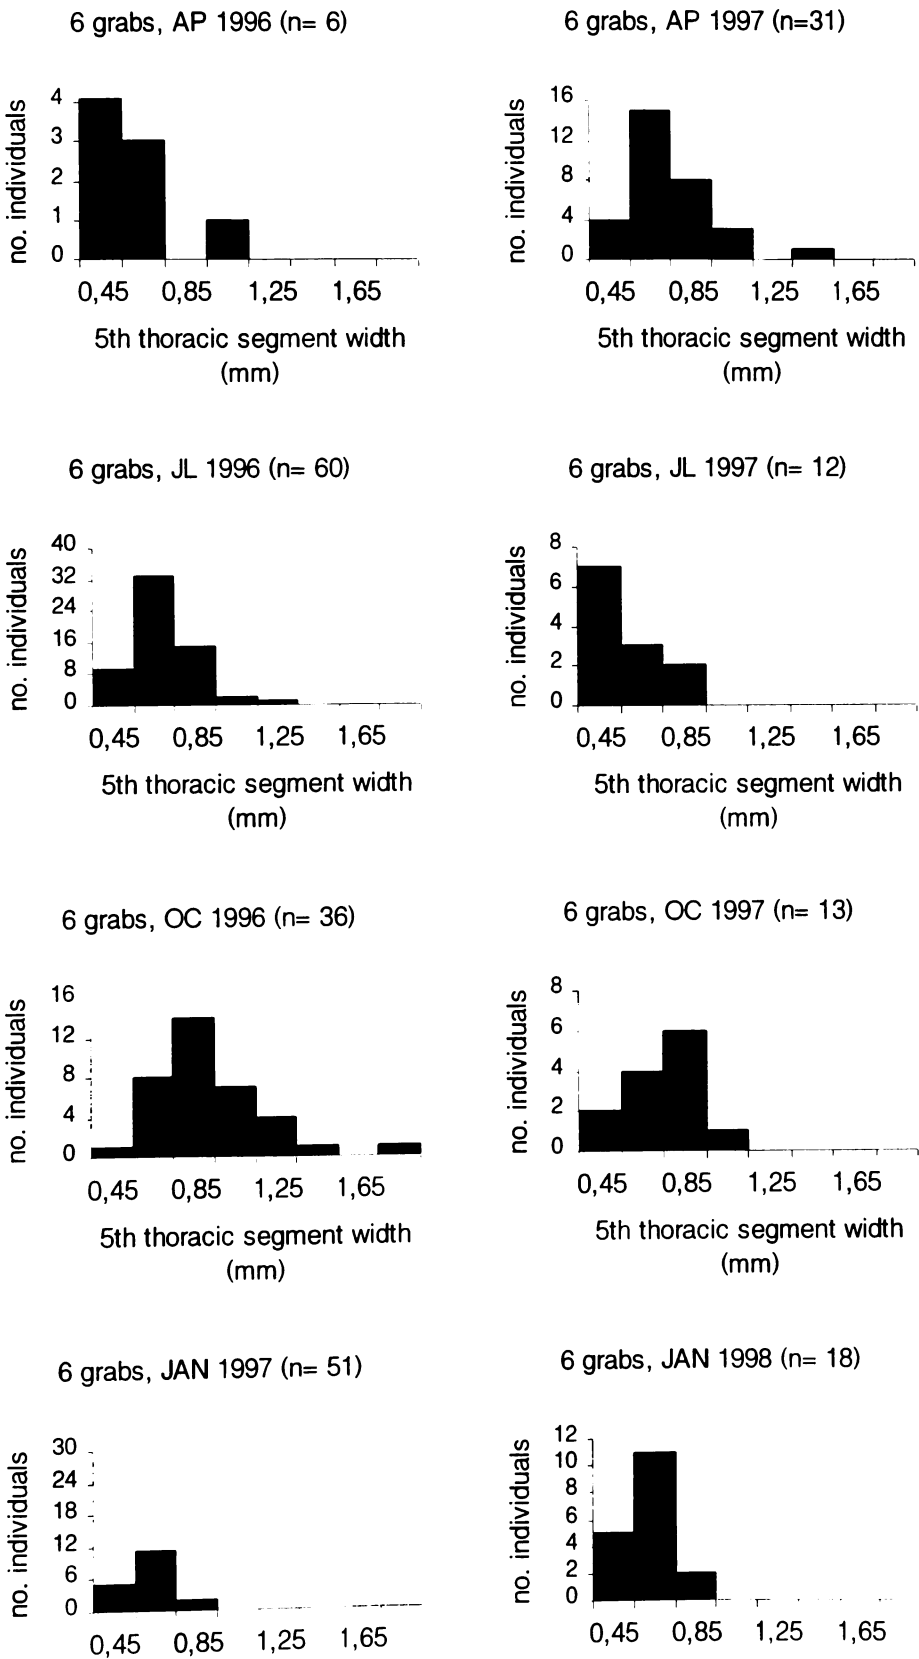 6 grabs, AP 1996 (n= 6)
no. individuals
4
3
2
1
0
0,45 0,85 1,25 1,65
5th thoracic segment width
(mm)
6 grabs, AP 1997 (n=31)
no. individuals
16
12
8
4
0
0,45 0,85 1,25 1,65
5th thoracic segment width
(mm)
6 grabs, JL 1996 (n= 60)
no. individuals
40
32
24
16
8
0
0,45 0,85 1,25 1,65
5th thoracic segment width
(mm)
6 grabs, JL 1997 (n= 12)
no. individuals
8
6
4
2
0
0,45 0,85 1,25 1,65
5th thoracic segment width
(mm)
6 grabs, OC 1996 (n= 36)
no. individuals
16
12
8
4
0
0,45 0,85 1,25 1,65
5th thoracic segment width
(mm)
6 grabs, OC 1997 (n= 13)
no. individuals
8
6
4
2
0
0,45 0,85 1,25 1,65
5th thoracic segment width
(mm)
6 grabs, JAN 1997 (n= 51)
no. individuals
30
24
18
12
6
0
0,45 0,85 1,25 1,65
6 grabs, JAN 1998 (n= 18)
no. individuals
12
10
8
6
4
2
0
0,45 0,85 1,25 1,65